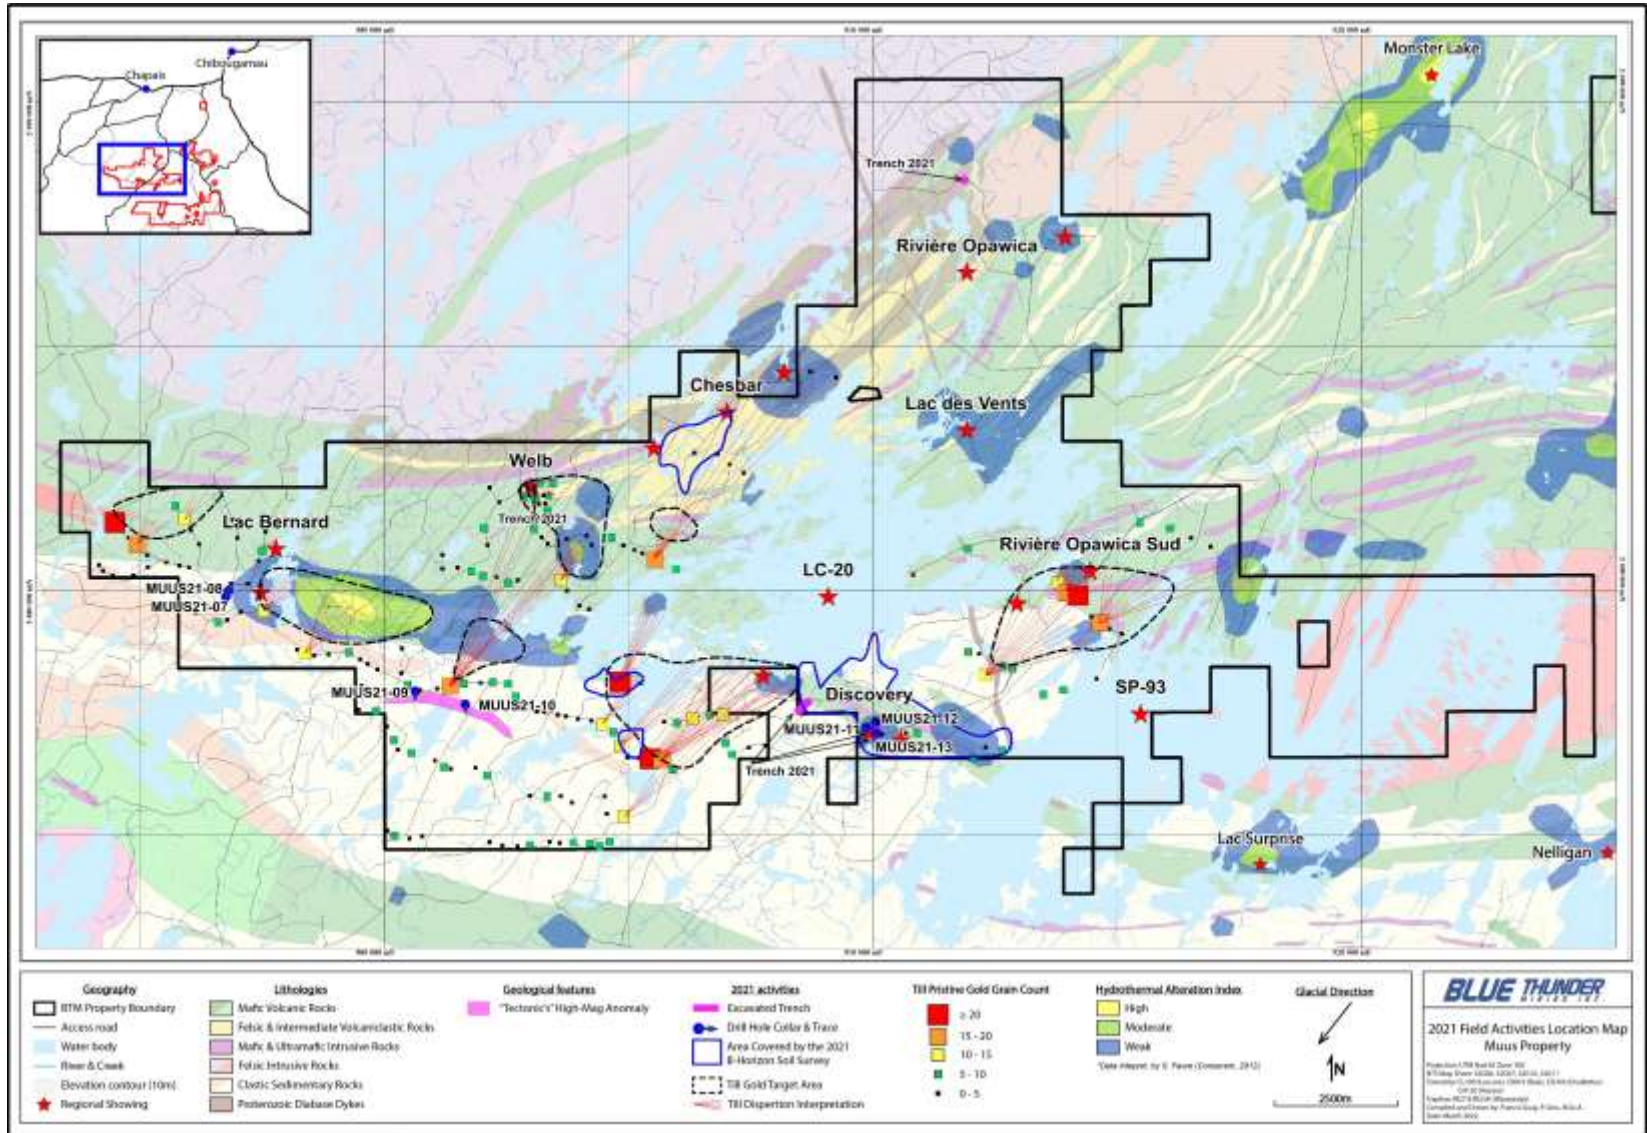 Chibougamau
Chapais
Monster Lake
Trench 2021
Rivière Opawica
Chesbar
Lac des Vents
Welb
Trench 2021
Lac Bernard
Rivière Opawica Sud
LC-20
MUUS21-08
MUUS21-07
MUUS21-09
MUUS21-10
Discovery
SP-93
MUUS21-12
MUUS21-11
MUUS21-13
Trench 2021
Lac Surprise
Nelligan
Geography
BTM Property Boundary
Access road
Water body
River & Creek
Elevation contour (10m)
Regional Showing
Lithologies
Mafic Volcanic Rocks
Felsic & Intermediate Volcaniclastic Rocks
Mafic & Ultramafic Intrusive Rocks
Felsic Intrusive Rocks
Clastic Sedimentary Rocks
Proterozoic Diabase Dykes
Geological features
"Tectonic's" High-Mag Anomaly
2021 activities
Excavated Trench
Drill Hole Collar & Trace
Area Covered by the 2021
B-Horizon Soil Survey
Till Gold Target Area
Till Dispertion Interpretation
Till Pristine Gold Grain Count
≥ 20
15 - 20
10 - 15
5 - 10
0 - 5
Hydrothermal Alteration Index
High
Moderate
Weak
Glacial Direction
N
2500m
BLUE THUNDER
MINING INC.
2021 Field Activities Location Map
Muus Property